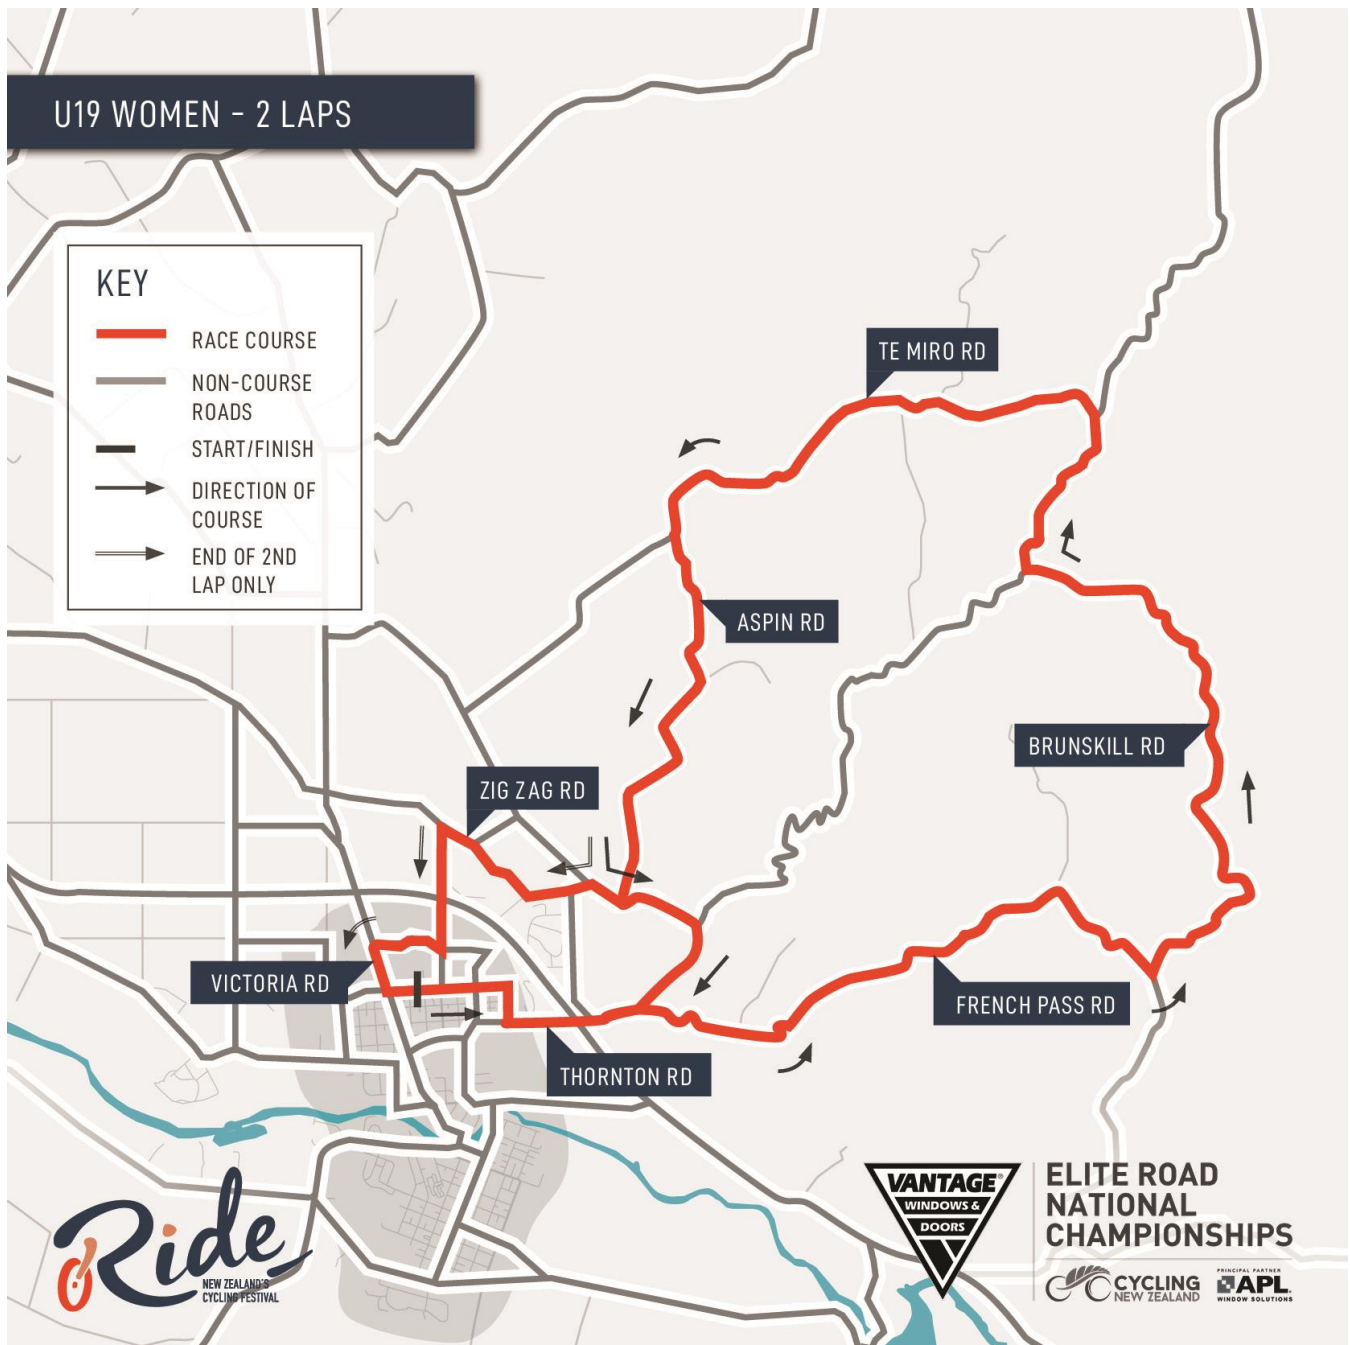 U19 WOMEN - 2 LAPS
KEY
RACE COURSE
NON-COURSE
ROADS
START/FINISH
DIRECTION OF
COURSE
END OF 2ND
LAP ONLY
TE MIRO RD
ASPIN RD
BRUNSKILL RD
ZIG ZAG RD
VICTORIA RD
FRENCH PASS RD
THORNTON RD
Ride
NEW ZEALAND'S
CYCLING FESTIVAL
VANTAGE®
WINDOWS &
DOORS
ELITE ROAD
NATIONAL
CHAMPIONSHIPS
CYCLING
NEW ZEALAND
PRINCIPAL PARTNER
APL
WINDOW SOLUTIONS